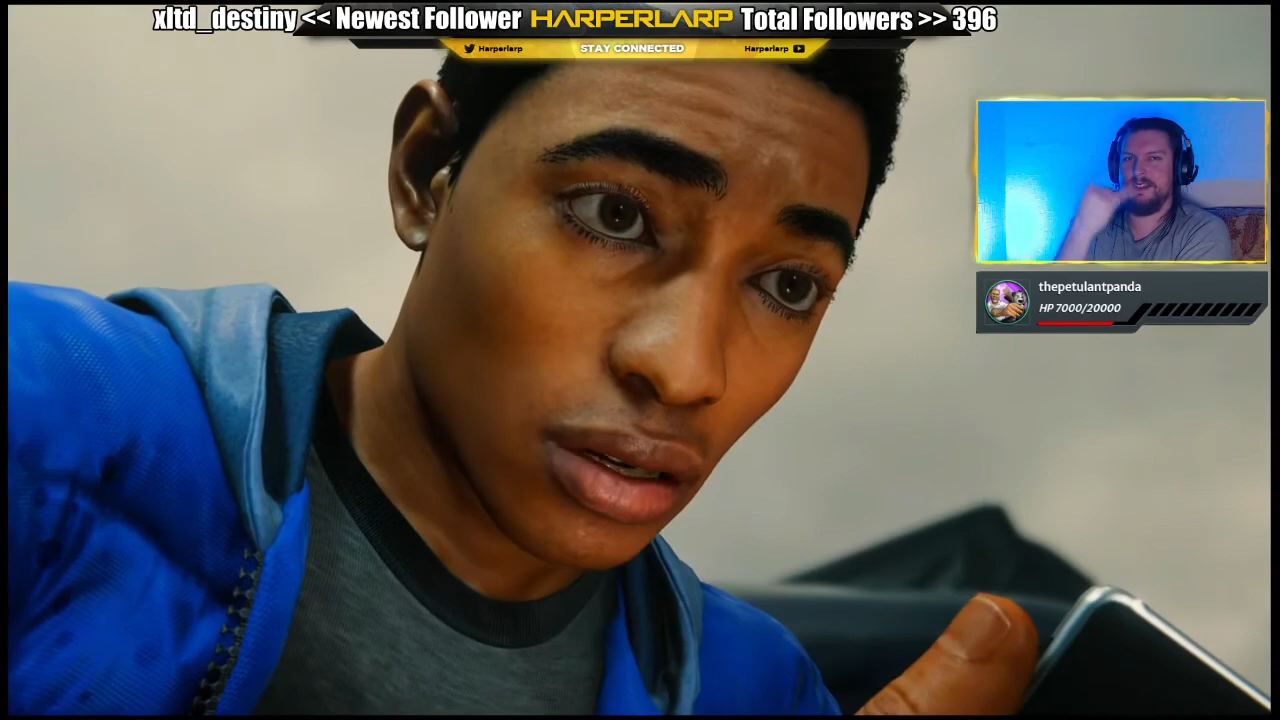 xltd_destiny << Newest Follower HARPERLARP Total Followers >> 396
Harperlarp STAY CONNECTED Harperlarp
thepetulantpanda
HP 7000/20000